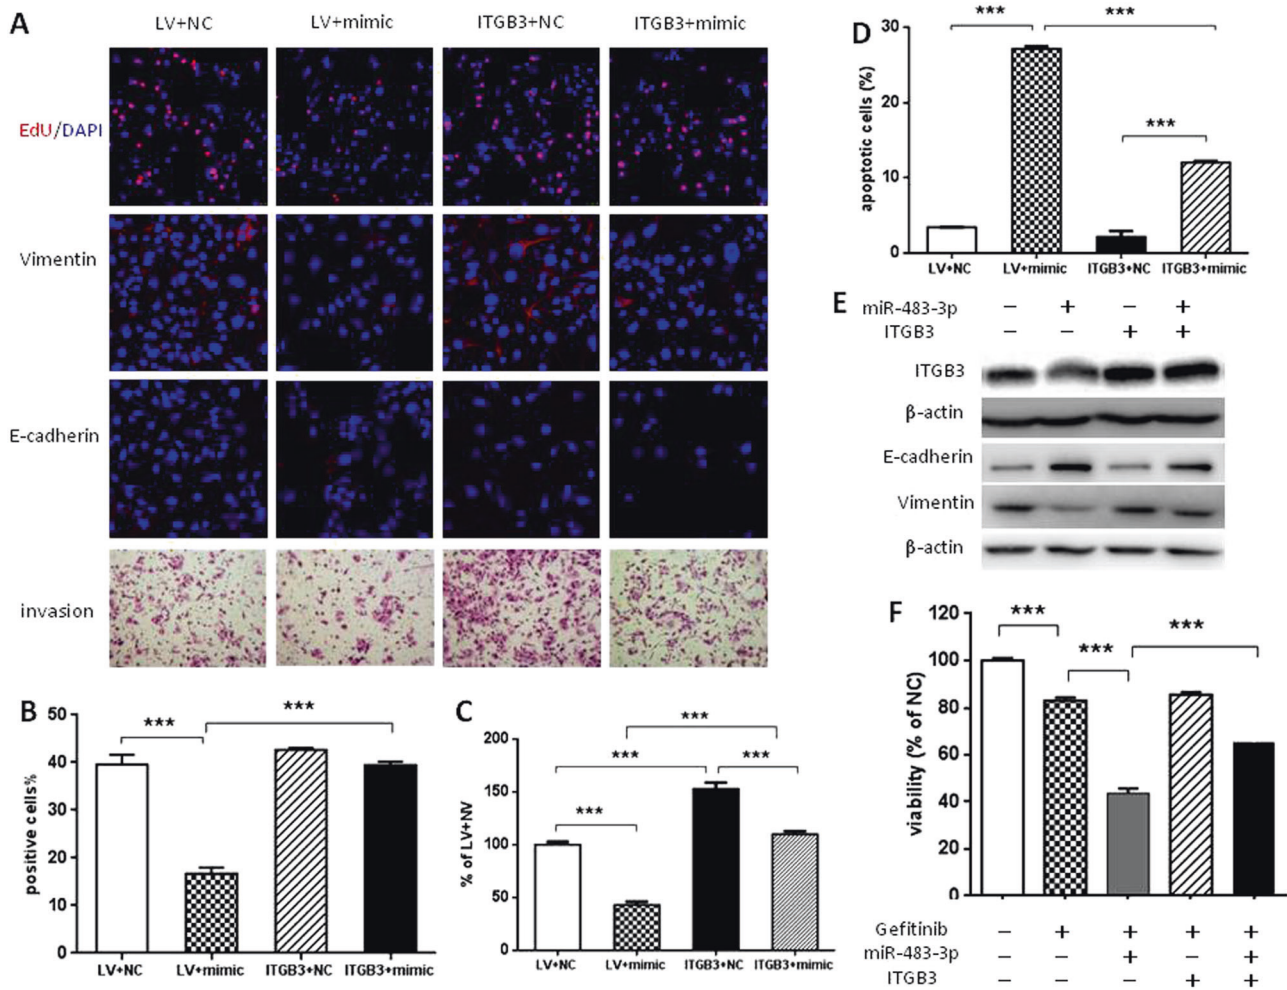 A
LV+NC LV+mimic ITGB3+NC ITGB3+mimic
EdU/DAPI
Vimentin
E-cadherin
invasion
B
positive cells%
50
40
30
20
10
0
***
***
LV+NC LV+mimic ITGB3+NC ITGB3+mimic
C
% of LV+NV
200
150
100
50
0
***
***
***
***
LV+NC LV+mimic ITGB3+NC ITGB3+mimic
D
apoptotic cells (%)
30
20
10
0
*** ***
***
LV+NC LV+mimic ITGB3+NC ITGB3+mimic
E
miR-483-3p − + − +
ITGB3 − − + +
ITGB3
β-actin
E-cadherin
Vimentin
β-actin
F
viability (% of NC)
120
100
80
60
40
20
0
***
***
***
Gefitinib − + + + +
miR-483-3p − − + − +
ITGB3 − − − + +